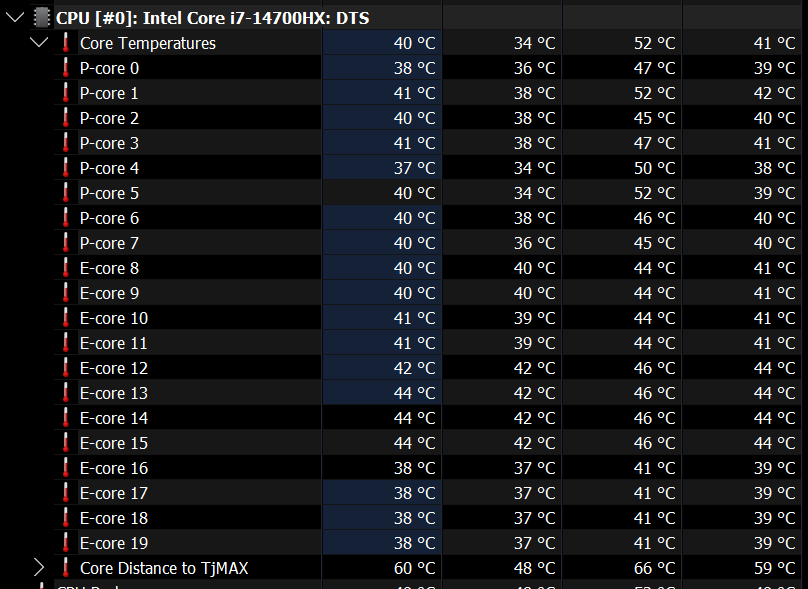 CPU [#0]: Intel Core i7-14700HX: DTS
Core Temperatures 40 °C 34 °C 52 °C 41 °C
P-core 0 38 °C 36 °C 47 °C 39 °C
P-core 1 41 °C 38 °C 52 °C 42 °C
P-core 2 40 °C 38 °C 45 °C 40 °C
P-core 3 41 °C 38 °C 47 °C 41 °C
P-core 4 37 °C 34 °C 50 °C 38 °C
P-core 5 40 °C 34 °C 52 °C 39 °C
P-core 6 40 °C 38 °C 46 °C 40 °C
P-core 7 40 °C 36 °C 45 °C 40 °C
E-core 8 40 °C 40 °C 44 °C 41 °C
E-core 9 40 °C 40 °C 44 °C 41 °C
E-core 10 41 °C 39 °C 44 °C 41 °C
E-core 11 41 °C 39 °C 44 °C 41 °C
E-core 12 42 °C 42 °C 46 °C 44 °C
E-core 13 44 °C 42 °C 46 °C 44 °C
E-core 14 44 °C 42 °C 46 °C 44 °C
E-core 15 44 °C 42 °C 46 °C 44 °C
E-core 16 38 °C 37 °C 41 °C 39 °C
E-core 17 38 °C 37 °C 41 °C 39 °C
E-core 18 38 °C 37 °C 41 °C 39 °C
E-core 19 38 °C 37 °C 41 °C 39 °C
Core Distance to TjMAX 60 °C 48 °C 66 °C 59 °C